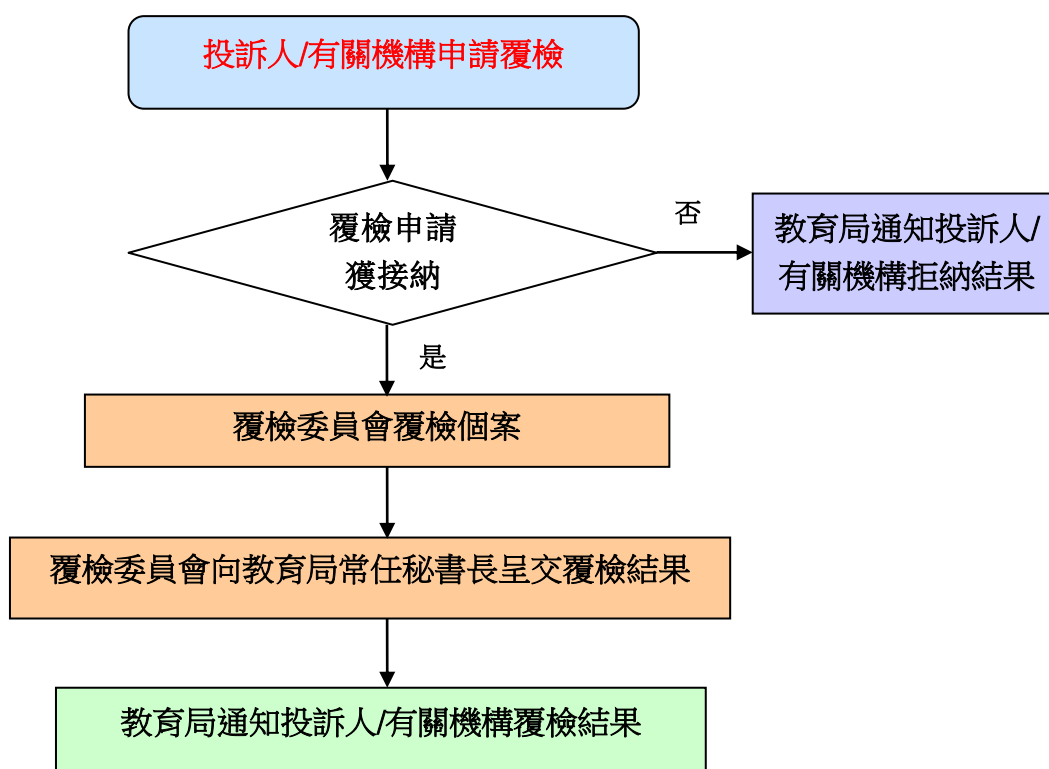 投訴人/有關機構申請覆檢
覆檢申請
獲接納
否
教育局通知投訴人/
有關機構拒納結果
是
覆檢委員會覆檢個案
覆檢委員會向教育局常任秘書長呈交覆檢結果
教育局通知投訴人/有關機構覆檢結果